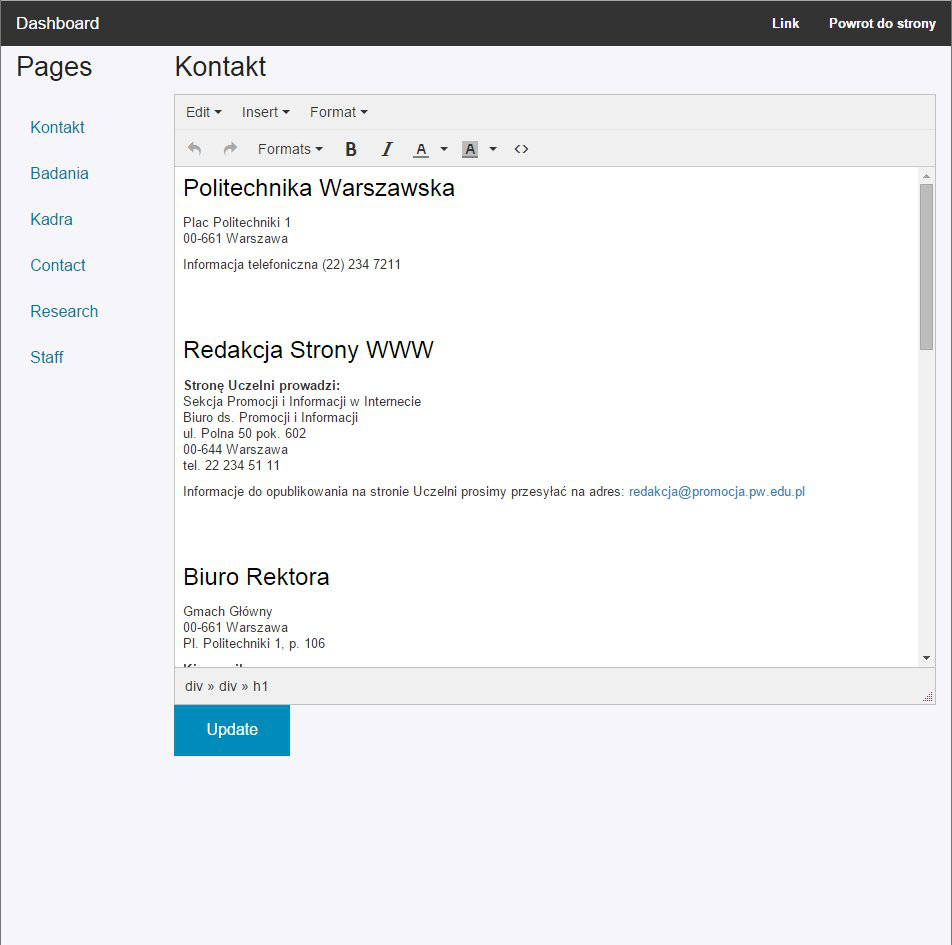 Dashboard
Link
Powrot do strony
Pages
Kontakt
Badania
Kadra
Contact
Research
Staff
Kontakt
Edit
Insert
Format
Formats
B
I
A
A
<>
Politechnika Warszawska
Plac Politechniki 1
00-661 Warszawa
Informacja telefoniczna (22) 234 7211
Redakcja Strony WWW
Stronę Uczelni prowadzi:
Sekcja Promocji i Informacji w Internecie
Biuro ds. Promocji i Informacji
ul. Polna 50 pok. 602
00-644 Warszawa
tel. 22 234 51 11
Informacje do opublikowania na stronie Uczelni prosimy przesyłać na adres: redakcja@promocja.pw.edu.pl
Biuro Rektora
Gmach Główny
00-661 Warszawa
Pl. Politechniki 1, p. 106
div » div » h1
Update